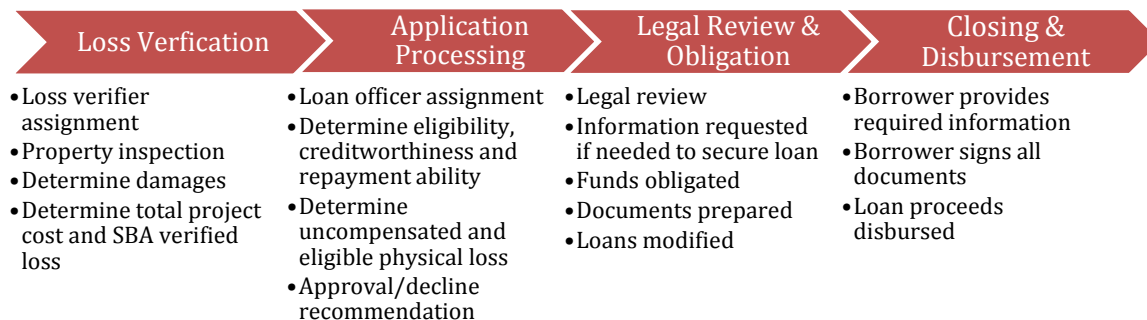 Loss Verfication
•Loss verifier
assignment
•Property inspection
•Determine damages
•Determine total project
cost and SBA verified
loss
Application
Processing
•Loan officer assignment
•Determine eligibility,
creditworthiness and
repayment ability
•Determine
uncompensated and
eligible physical loss
•Approval/decline
recommendation
Legal Review &
Obligation
•Legal review
•Information requested
if needed to secure loan
•Funds obligated
•Documents prepared
•Loans modified
Closing &
Disbursement
•Borrower provides
required information
•Borrower signs all
documents
•Loan proceeds
disbursed